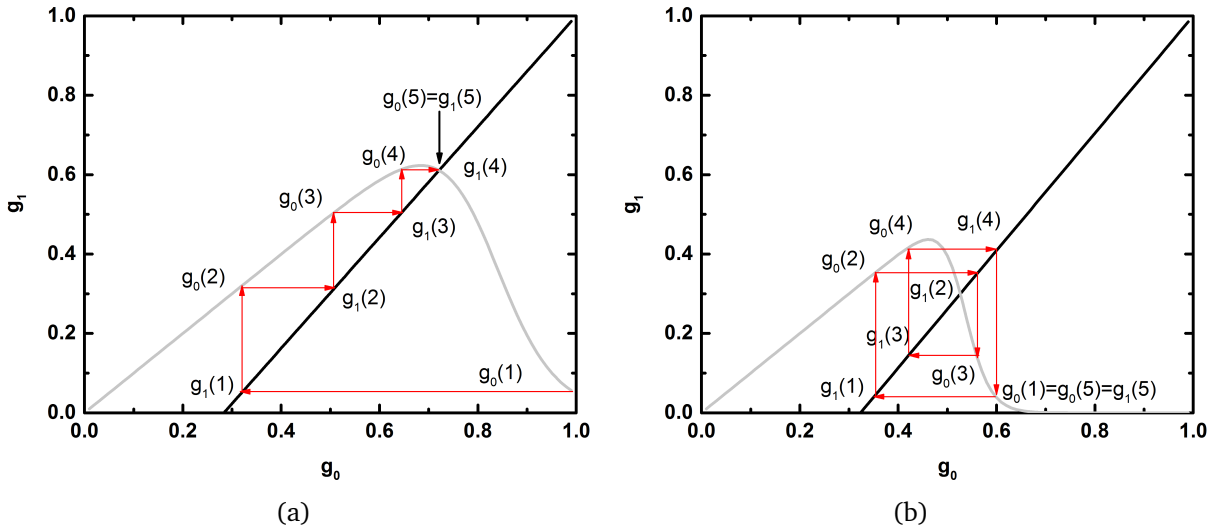 1.0
0.8
0.6
0.4
0.2
0.0
g₁
0.0 0.2 0.4 0.6 0.8 1.0
g₀
g₀(5)=g₁(5)
g₀(4)
g₁(4)
g₀(3)
g₁(3)
g₀(2)
g₁(2)
g₁(1)
g₀(1)
(a)
1.0
0.8
0.6
0.4
0.2
0.0
g₁
0.0 0.2 0.4 0.6 0.8 1.0
g₀
g₀(4)
g₁(4)
g₀(2)
g₁(2)
g₁(3)
g₀(3)
g₁(1)
g₀(1)=g₀(5)=g₁(5)
(b)